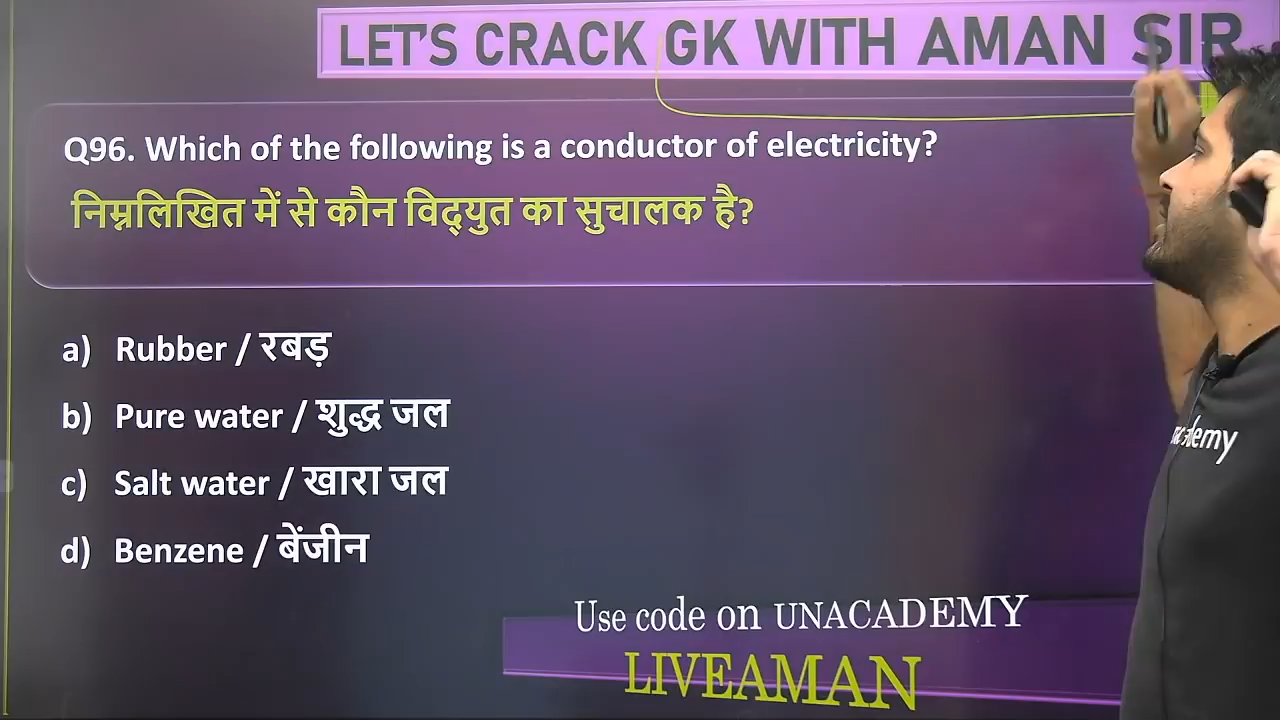 LET'S CRACK GK WITH AMAN SIR
Q96. Which of the following is a conductor of electricity?
निम्नलिखित में से कौन विद्युत का सुचालक है?
a) Rubber / रबड़
b) Pure water / शुद्ध जल
c) Salt water / खारा जल
d) Benzene / बेंजीन
Use code on UNACADEMY
LIVEAMAN